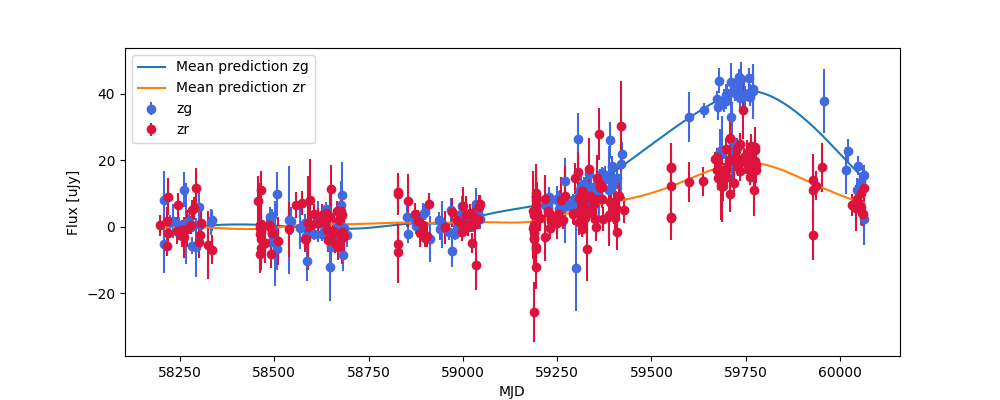 Mean prediction zg
Mean prediction zr
zg
zr
Flux [uJy]
40
20
0
−20
58250 58500 58750 59000 59250 59500 59750 60000
MJD